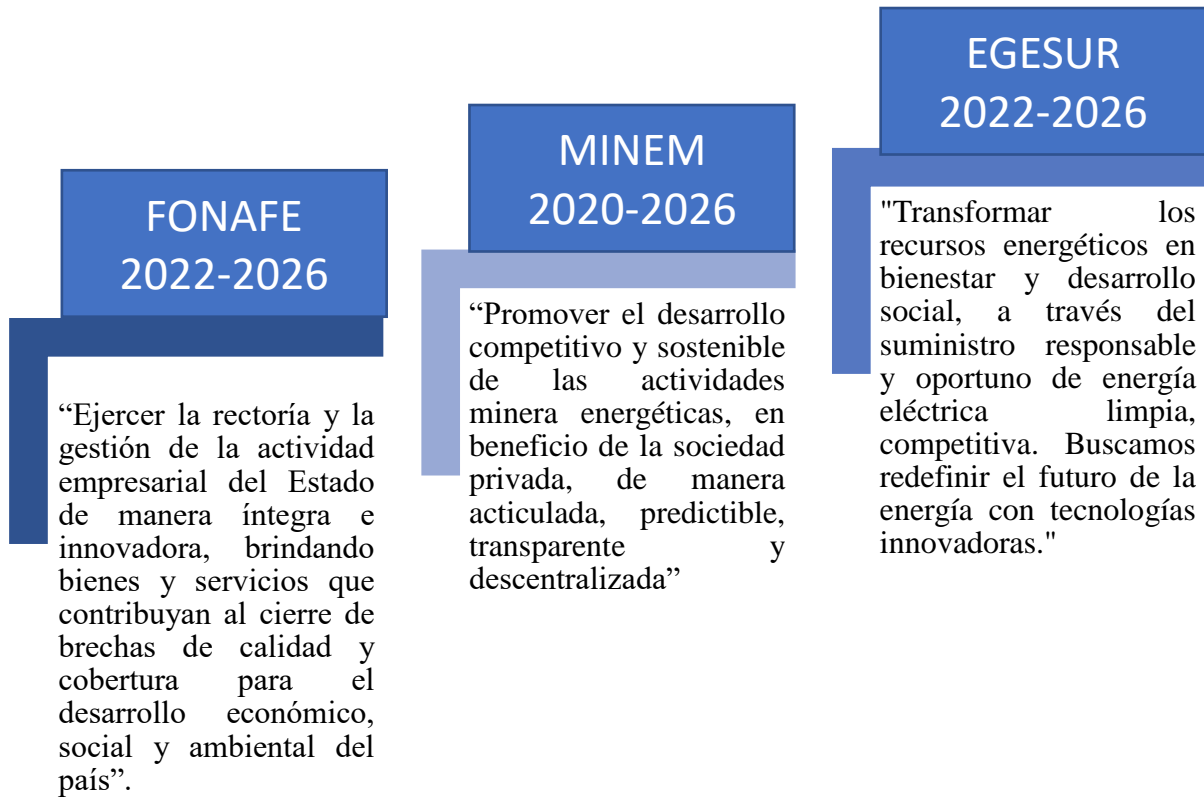 FONAFE
2022-2026
“Ejercer la rectoría y la
gestión de la actividad
empresarial del Estado
de manera íntegra e
innovadora, brindando
bienes y servicios que
contribuyan al cierre de
brechas de calidad y
cobertura para el
desarrollo económico,
social y ambiental del
país”.
MINEM
2020-2026
“Promover el desarrollo
competitivo y sostenible
de las actividades
minera energéticas, en
beneficio de la sociedad
privada, de manera
acticulada, predictible,
transparente y
descentralizada”
EGESUR
2022-2026
"Transformar los
recursos energéticos en
bienestar y desarrollo
social, a través del
suministro responsable
y oportuno de energía
eléctrica limpia,
competitiva. Buscamos
redefinir el futuro de la
energía con tecnologías
innovadoras."